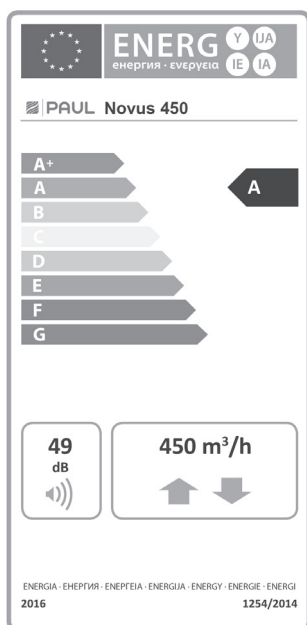 ENERG Y IJA
енергия · ενεργεια IE IA
PAUL Novus 450
A+
A
A
B
C
D
E
F
G
49
dB
450 m³/h
ENERGIA · ЕНЕРГИЯ · ΕΝΕΡΓΕΙΑ · ENERGIJA · ENERGY · ENERGIE · ENERGI
2016
1254/2014